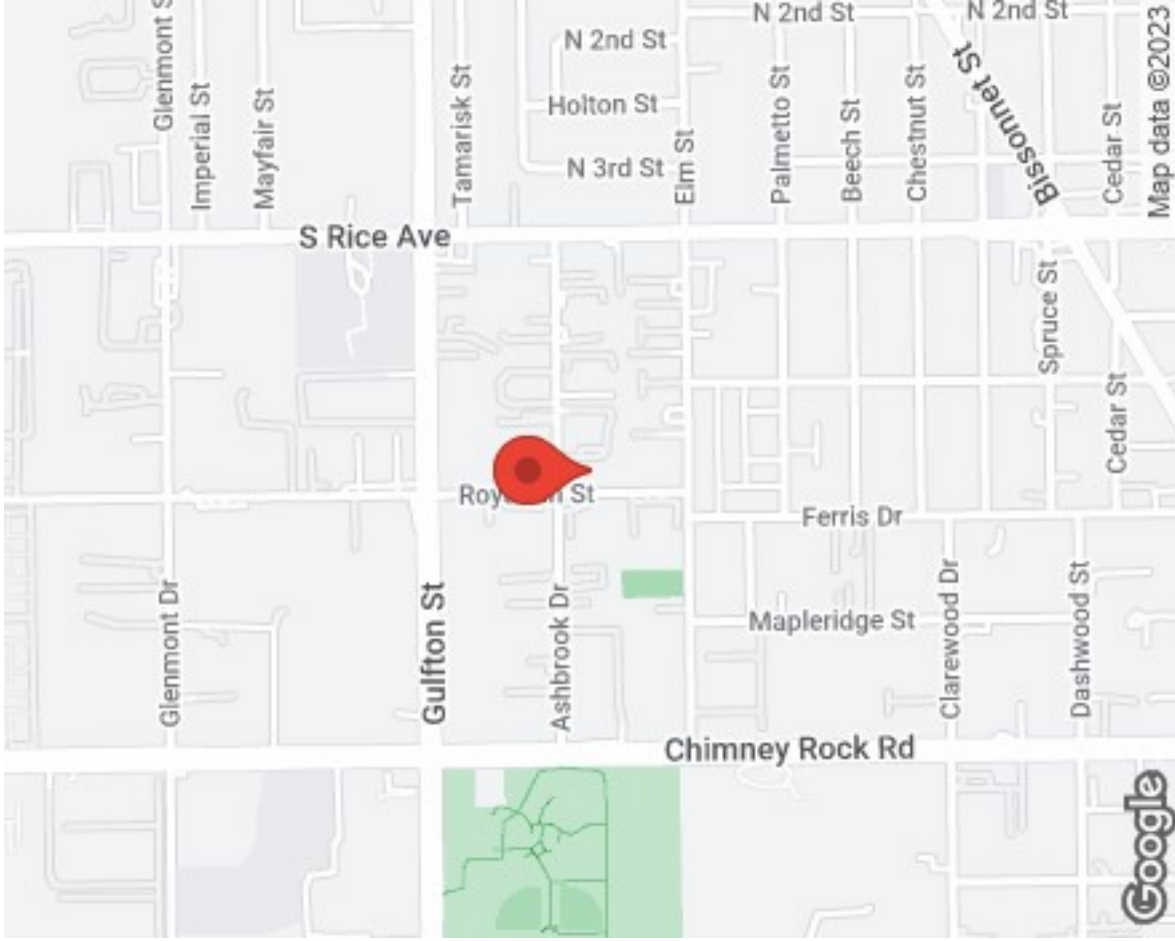 N 2nd St
N 2nd St
N 2nd St
Glenmont S
Imperial St
Mayfair St
Tamarisk St
Holton St
N 3rd St
Elm St
Palmetto St
Beech St
Chestnut St
Bissonnet St
Cedar St
Map data ©2023
S Rice Ave
Spruce St
Cedar St
St
Ferris Dr
Glenmont Dr
Gulfton St
Ashbrook Dr
Mapleridge St
Clarewood Dr
Dashwood St
Chimney Rock Rd
Google